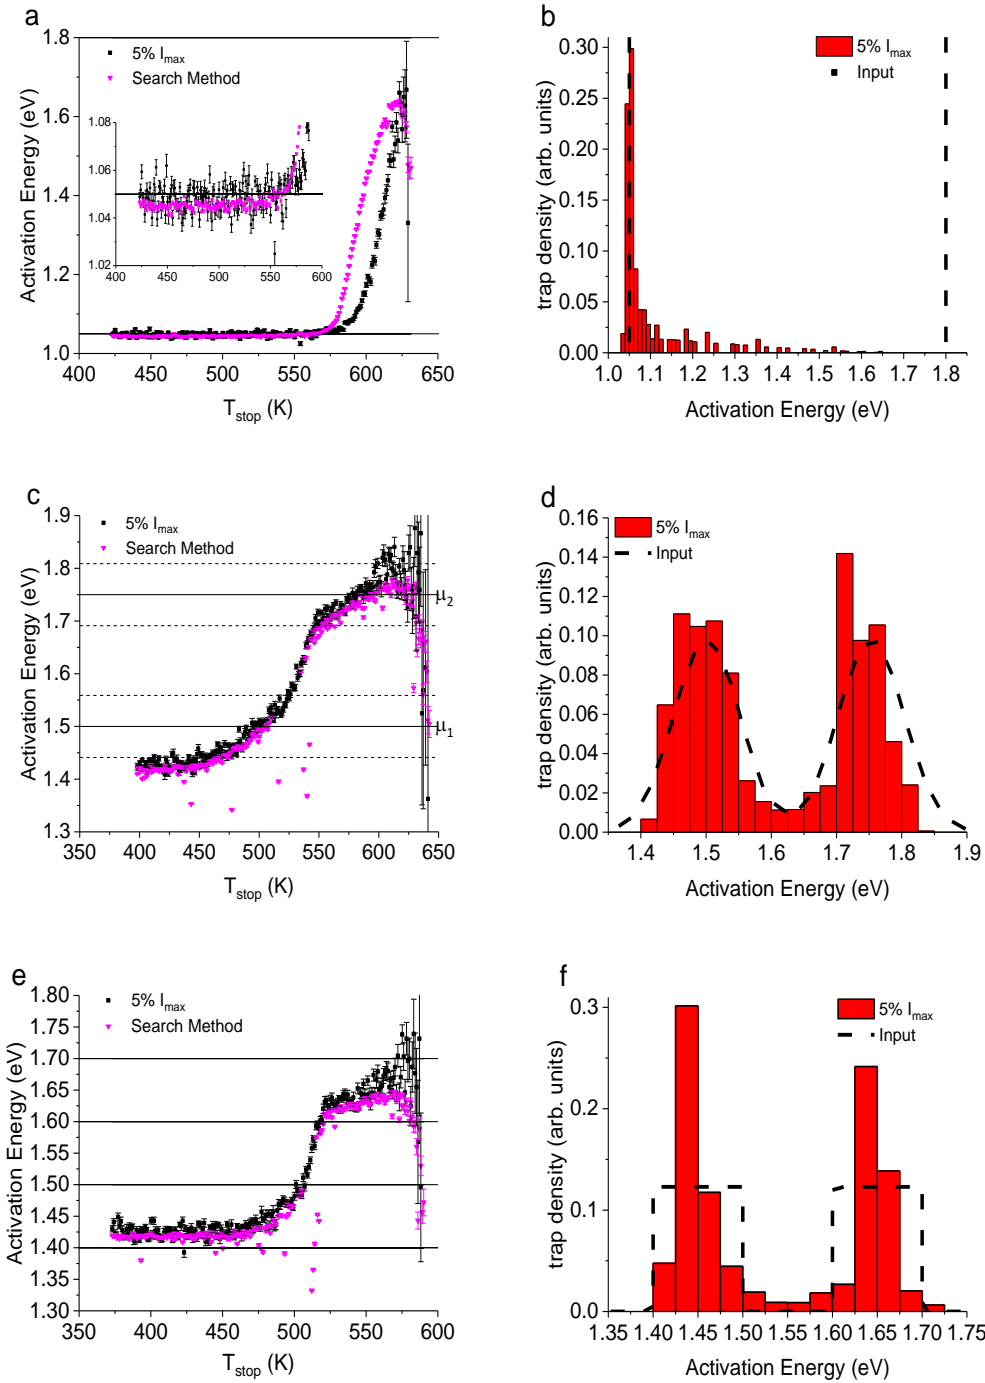 a
1.8
1.6
1.4
1.2
1.0
400 450 500 550 600 650
Activation Energy (eV)
T_stop (K)
5% I_max
Search Method
1.08
1.06
1.04
1.02
400 450 500 550 600
b
0.30
0.25
0.20
0.15
0.10
0.05
0.00
1.0 1.1 1.2 1.3 1.4 1.5 1.6 1.7 1.8
trap density (arb. units)
Activation Energy (eV)
5% I_max
Input
c
1.9
1.8
1.7
1.6
1.5
1.4
1.3
350 400 450 500 550 600 650
Activation Energy (eV)
T_stop (K)
5% I_max
Search Method
μ_2
μ_1
d
0.16
0.14
0.12
0.10
0.08
0.06
0.04
0.02
0.00
1.4 1.5 1.6 1.7 1.8 1.9
trap density (arb. units)
Activation Energy (eV)
5% I_max
Input
e
1.80
1.75
1.70
1.65
1.60
1.55
1.50
1.45
1.40
1.35
1.30
350 400 450 500 550 600
Activation Energy (eV)
T_stop (K)
5% I_max
Search Method
f
0.3
0.2
0.1
0.0
1.35 1.40 1.45 1.50 1.55 1.60 1.65 1.70 1.75
trap density (arb. units)
Activation Energy (eV)
5% I_max
Input